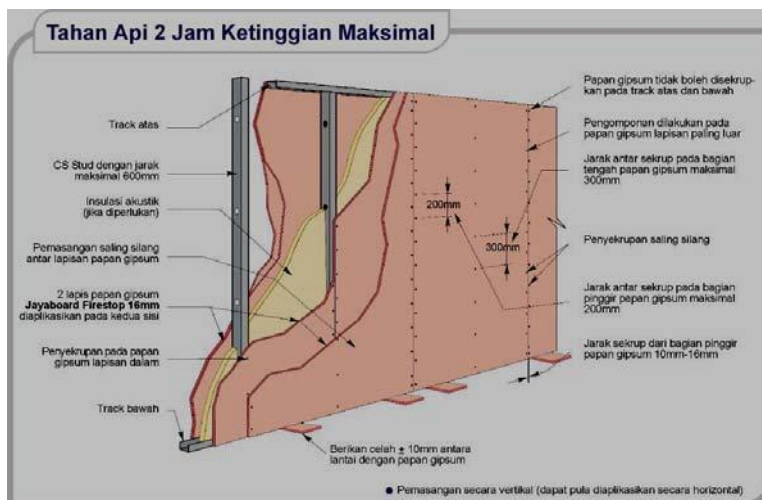 Tahan Api 2 Jam Ketinggian Maksimal
Track atas
CS Stud dengan jarak
maksimal 600mm
Insulasi akustik
(jika diperlukan)
Pemasangan saling silang
antar lapisan papan gipsum
2 lapis papan gipsum
Jayaboard Firestop 16mm
diaplikasikan pada kedua sisi
Penyekrupan pada papan
gipsum lapisan dalam
Track bawah
200mm
300mm
Papan gipsum tidak boleh disekrup-
kan pada track atas dan bawah
Pengomponan dilakukan pada
papan gipsum lapisan paling luar
Jarak antar sekrup pada bagian
tengah papan gipsum maksimal
300mm
Penyekrupan saling silang
Jarak antar sekrup pada bagian
pinggir papan gipsum maksimal
200mm
Jarak sekrup dari bagian pinggir
papan gipsum 10mm-16mm
Berikan celah ± 10mm antara
lantai dengan papan gipsum
● Pemasangan secara vertikal (dapat pula diaplikasikan secara horizontal)